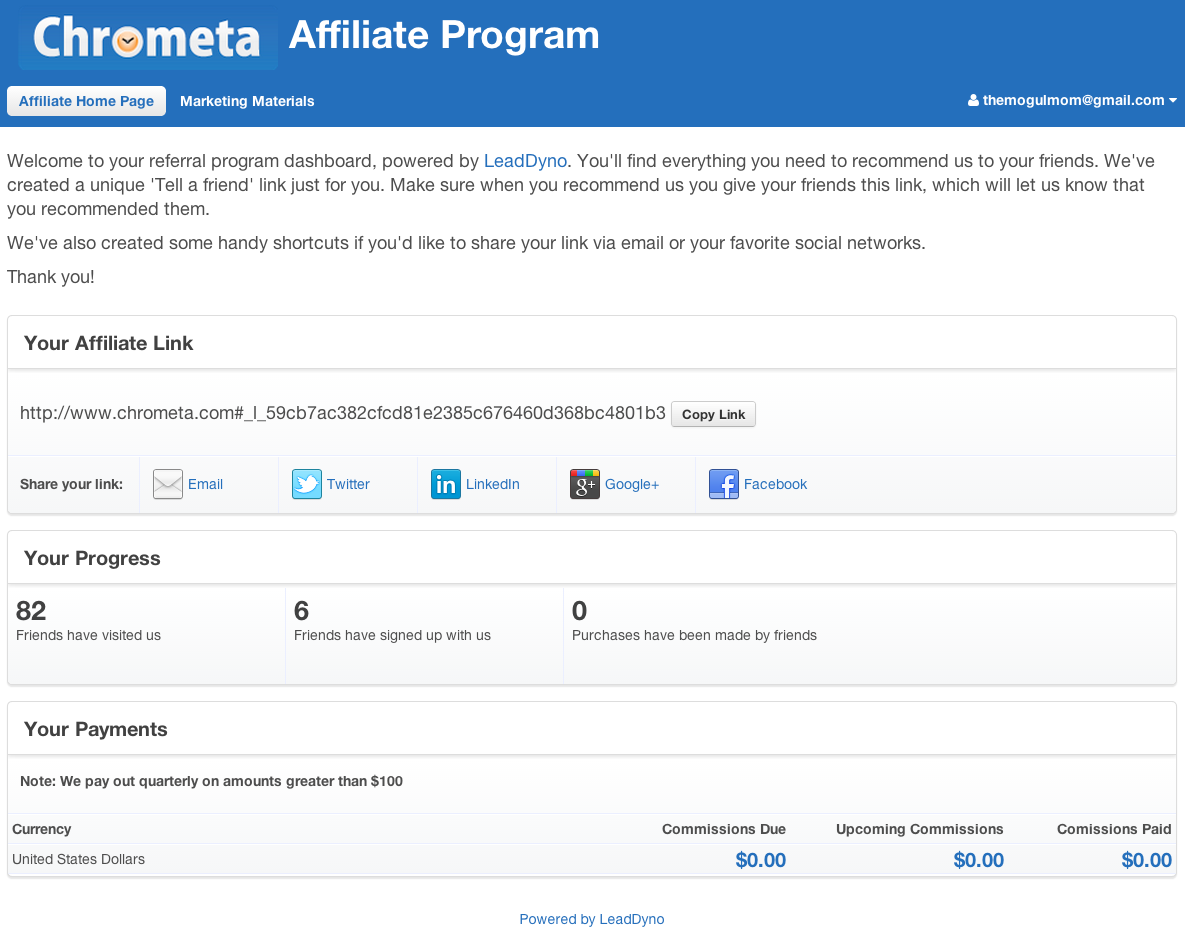 Chrometa Affiliate Program
Affiliate Home Page Marketing Materials themogulmom@gmail.com
Welcome to your referral program dashboard, powered by LeadDyno. You'll find everything you need to recommend us to your friends. We've
created a unique 'Tell a friend' link just for you. Make sure when you recommend us you give your friends this link, which will let us know that
you recommended them.
We've also created some handy shortcuts if you'd like to share your link via email or your favorite social networks.
Thank you!
Your Affiliate Link
http://www.chrometa.com#_l_59cb7ac382cfcd81e2385c676460d368bc4801b3 Copy Link
Share your link: Email Twitter LinkedIn Google+ Facebook
Your Progress
82 6 0
Friends have visited us Friends have signed up with us Purchases have been made by friends
Your Payments
Note: We pay out quarterly on amounts greater than $100
Currency Commissions Due Upcoming Commissions Comissions Paid
United States Dollars $0.00 $0.00 $0.00
Powered by LeadDyno